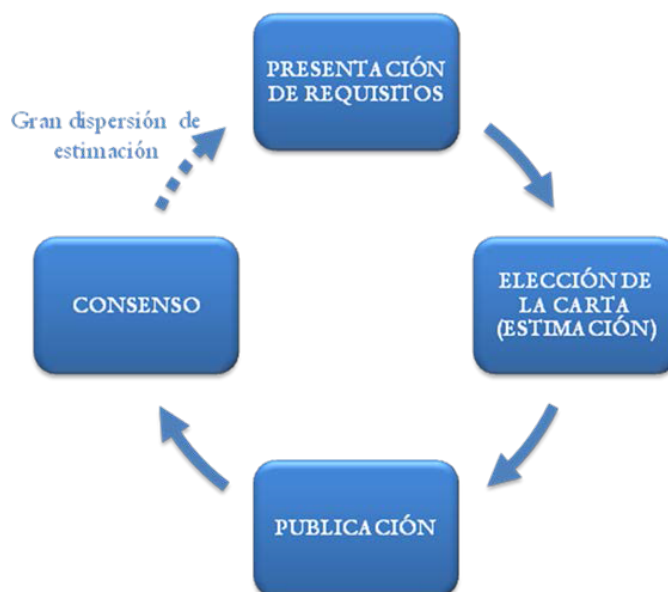 PRESENTACIÓN
DE REQUISITOS
Gran dispersión de
estimación
ELECCIÓN DE
LA CARTA
(ESTIMACIÓN)
CONSENSO
PUBLICACIÓN